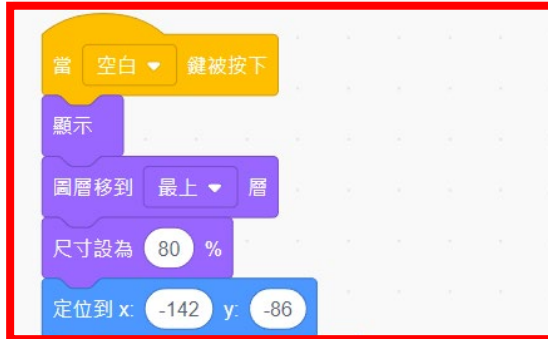 當 空白 鍵被按下
顯示
圖層移到 最上 層
尺寸設為 80 %
定位到 x: -142 y: -86